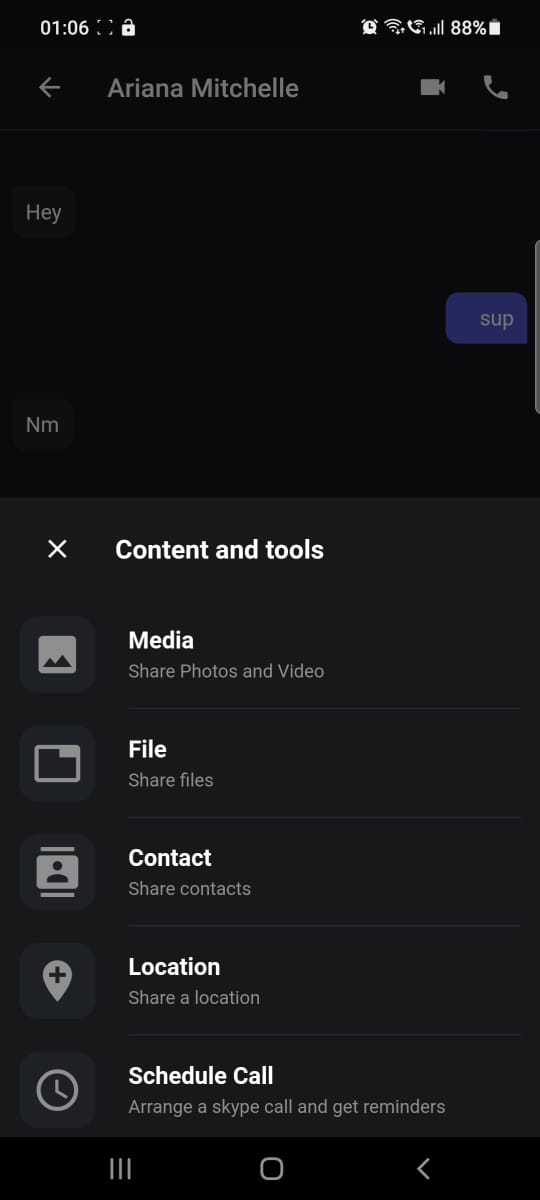 01:06 88%
Ariana Mitchelle
Hey
sup
Nm
Content and tools
Media
Share Photos and Video
File
Share files
Contact
Share contacts
Location
Share a location
Schedule Call
Arrange a skype call and get reminders